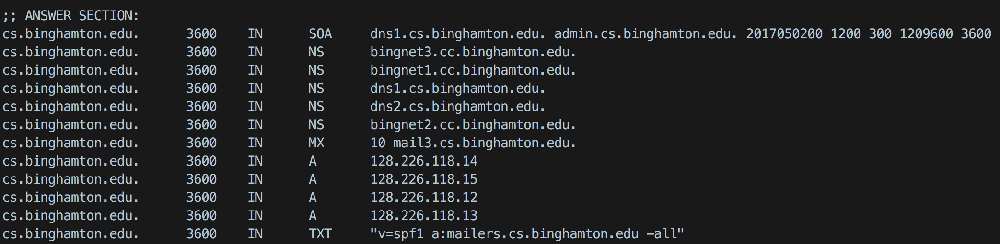 ;; ANSWER SECTION:
cs.binghamton.edu. 3600 IN SOA dns1.cs.binghamton.edu. admin.cs.binghamton.edu. 2017050200 1200 300 1209600 3600
cs.binghamton.edu. 3600 IN NS bingnet3.cc.binghamton.edu.
cs.binghamton.edu. 3600 IN NS bingnet1.cc.binghamton.edu.
cs.binghamton.edu. 3600 IN NS dns1.cs.binghamton.edu.
cs.binghamton.edu. 3600 IN NS dns2.cs.binghamton.edu.
cs.binghamton.edu. 3600 IN NS bingnet2.cc.binghamton.edu.
cs.binghamton.edu. 3600 IN MX 10 mail3.cs.binghamton.edu.
cs.binghamton.edu. 3600 IN A 128.226.118.14
cs.binghamton.edu. 3600 IN A 128.226.118.15
cs.binghamton.edu. 3600 IN A 128.226.118.12
cs.binghamton.edu. 3600 IN A 128.226.118.13
cs.binghamton.edu. 3600 IN TXT "v=spf1 a:mailers.cs.binghamton.edu -all"